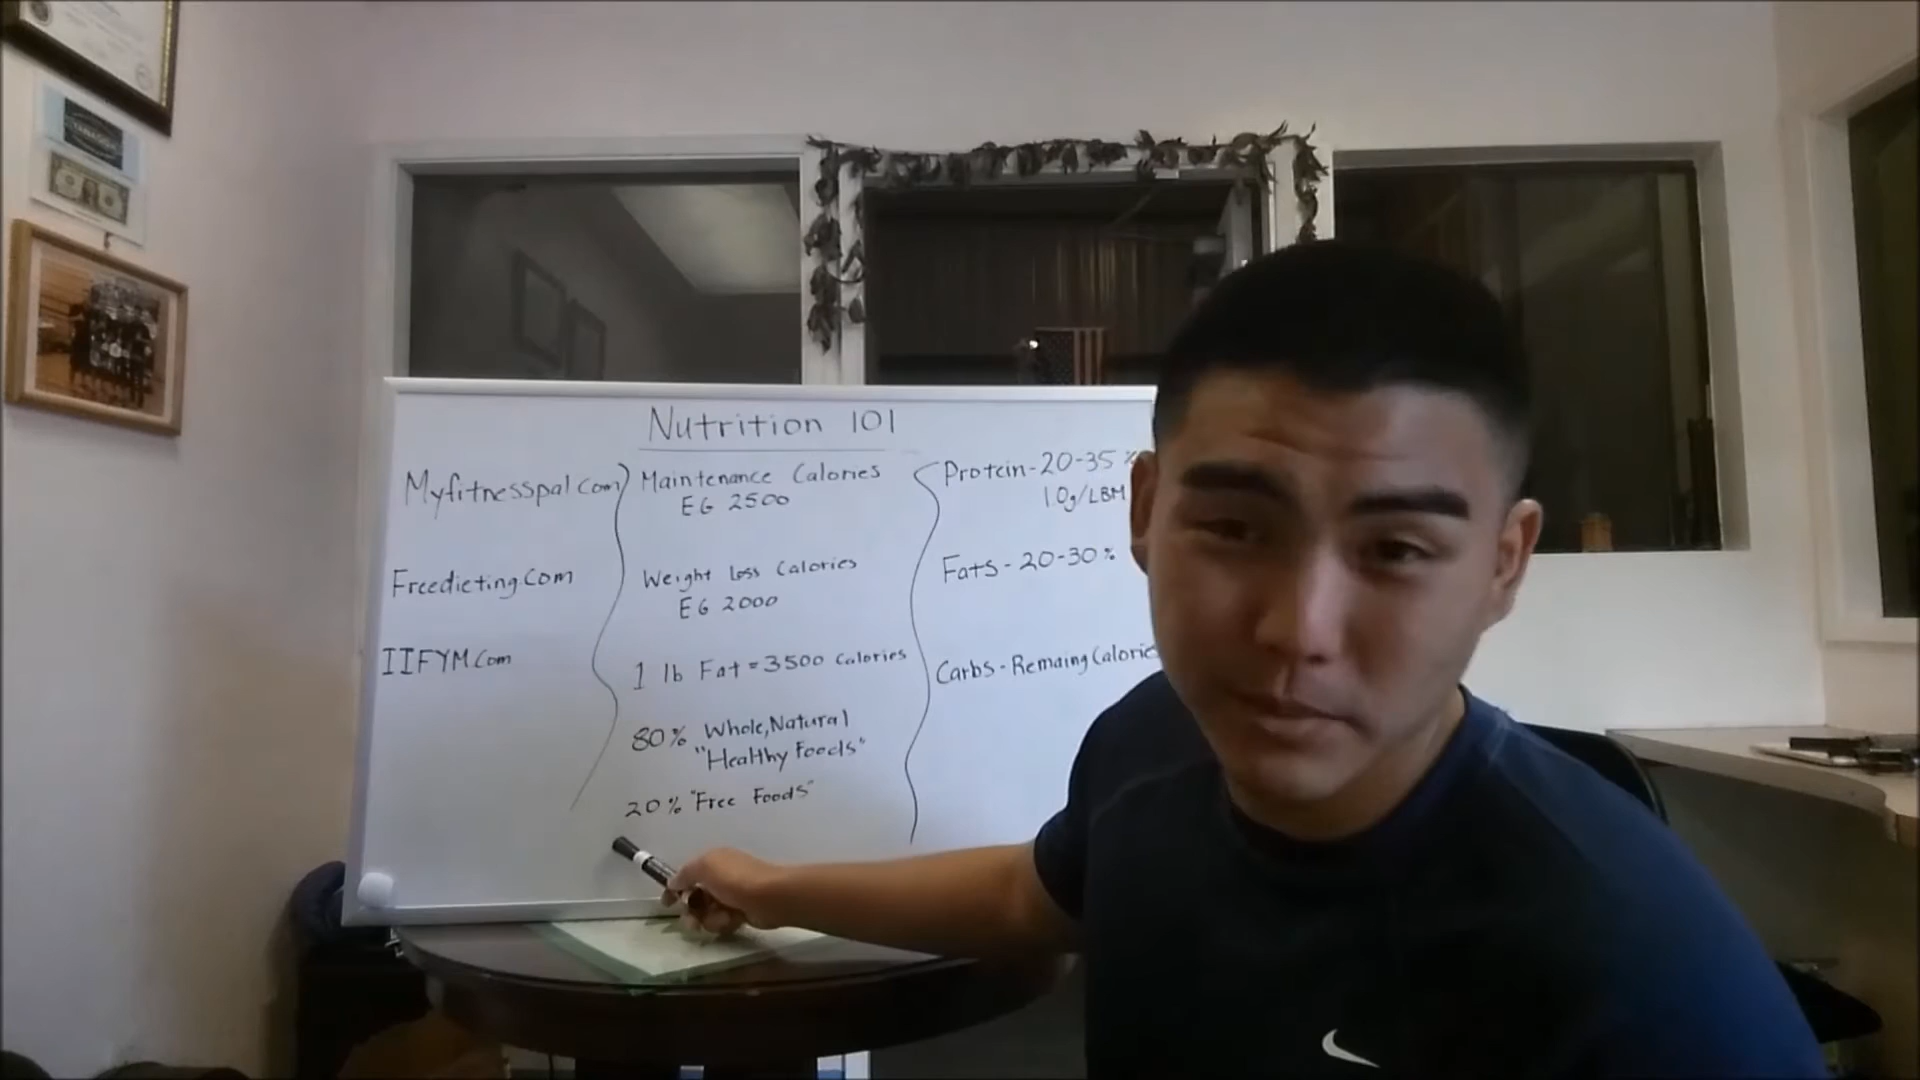 Nutrition 101
Myfitnesspal.com
Freedieting.com
IIFYM.com
Maintenance Calories
EG 2500
Weight loss Calories
EG 2000
1 lb Fat = 3500 calories
80% Whole, Natural
"Healthy Foods"
20% "Free Foods"
Protein - 20-35 %
1.0g/LBM
Fats - 20-30 %
Carbs - Remaing Calorie